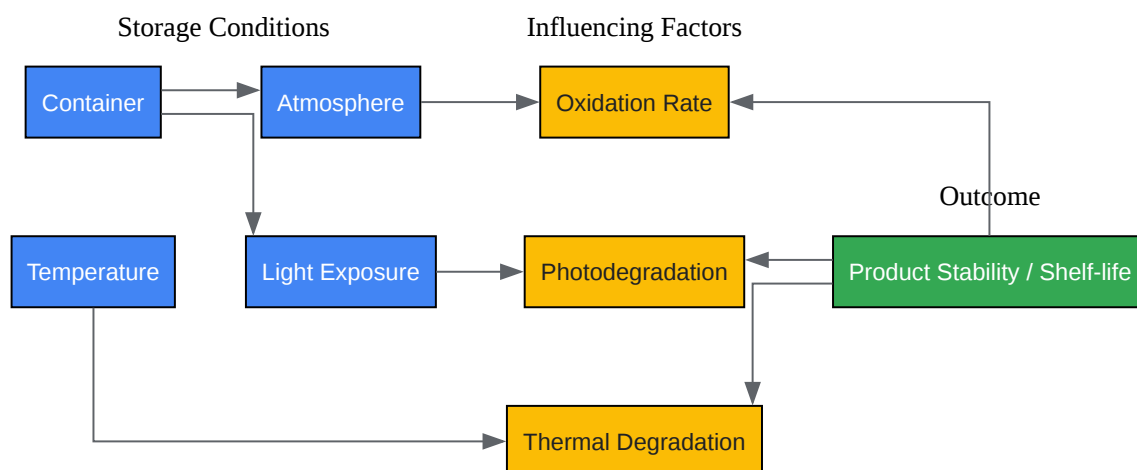 Storage Conditions
Influencing Factors
Container
Atmosphere
Oxidation Rate
Outcome
Temperature
Light Exposure
Photodegradation
Product Stability / Shelf-life
Thermal Degradation